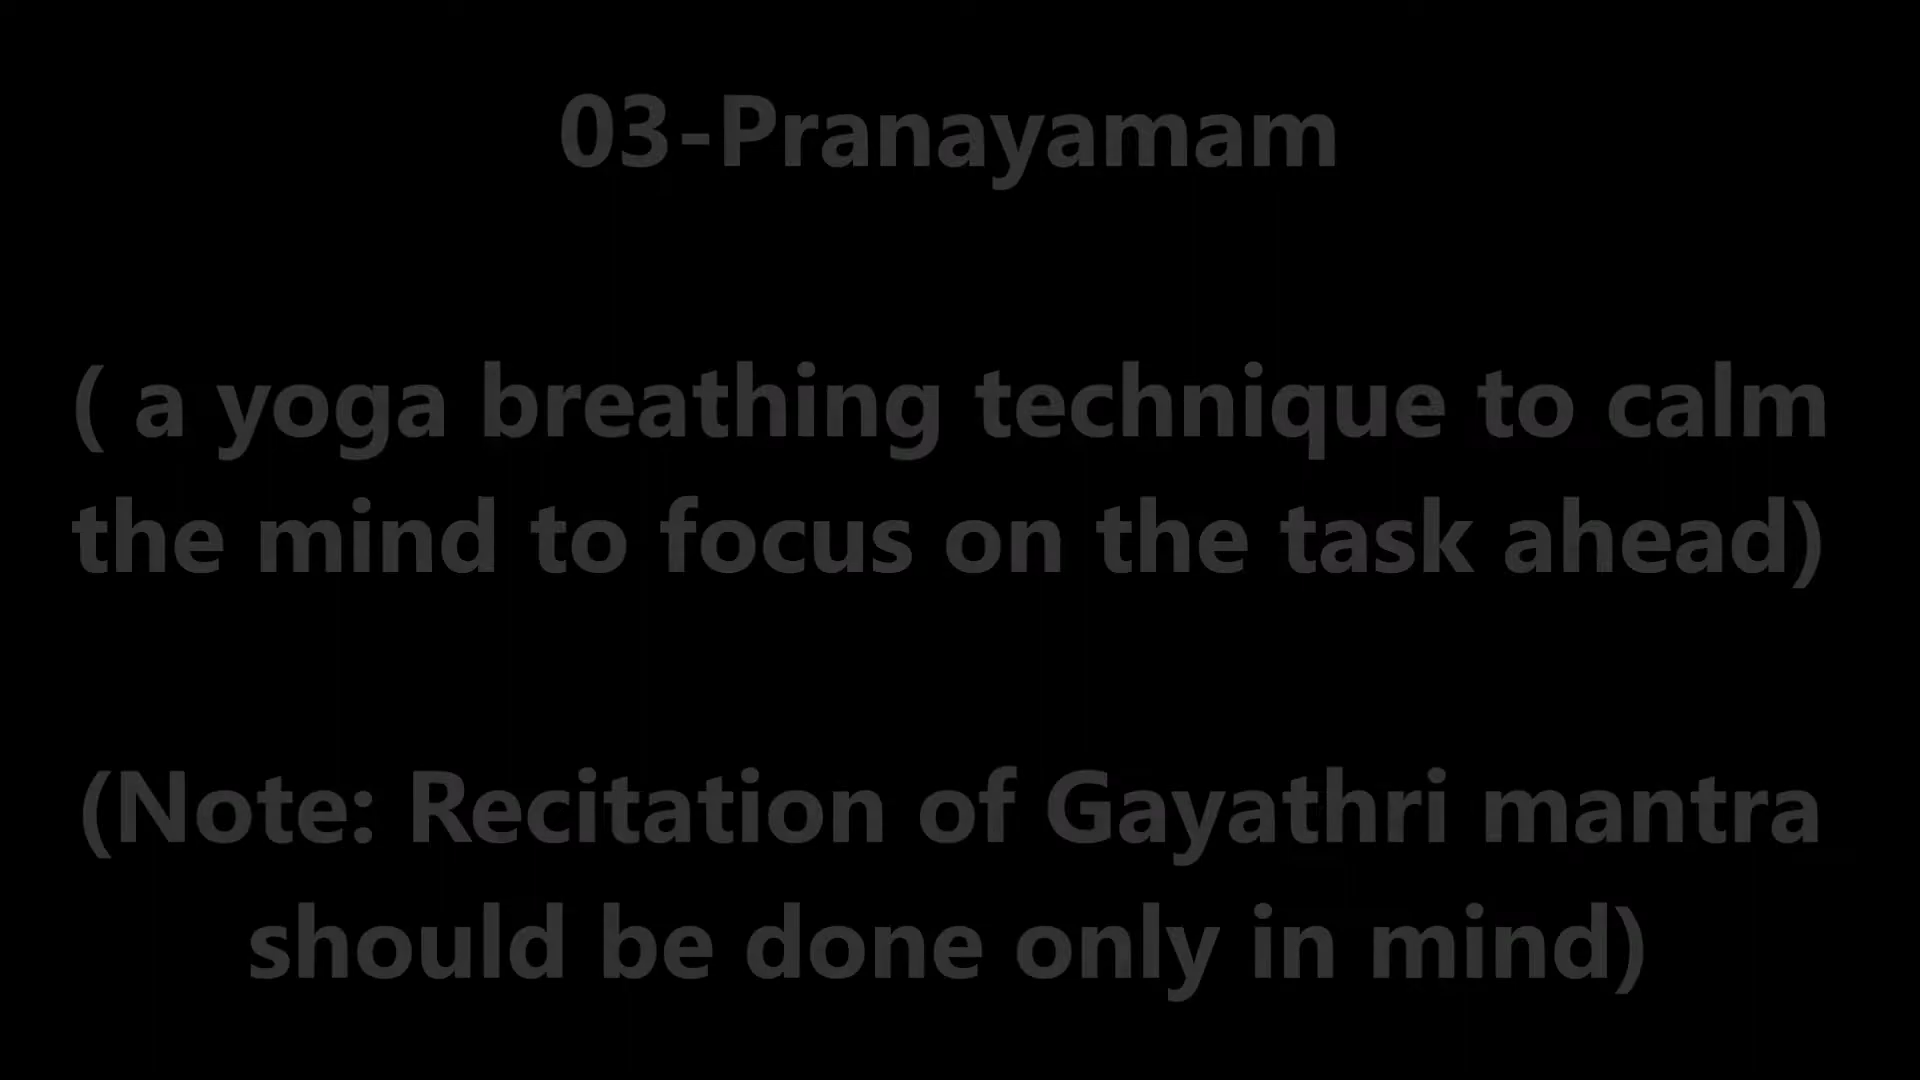 03-Pranayamam
( a yoga breathing technique to calm
the mind to focus on the task ahead)
(Note: Recitation of Gayathri mantra
should be done only in mind)